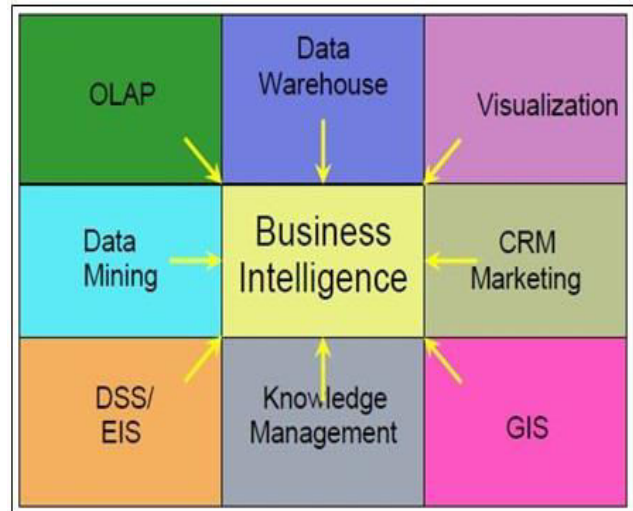 OLAP
Data
Warehouse
Visualization
Data
Mining
Business
Intelligence
CRM
Marketing
DSS/
EIS
Knowledge
Management
GIS